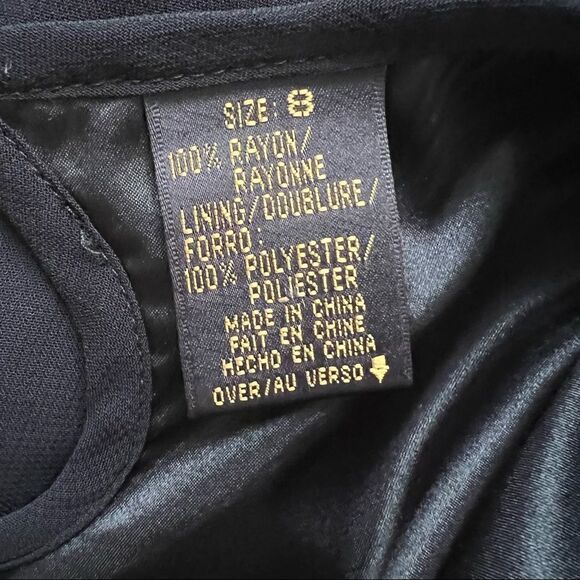 SIZE: 8
100% RAYON/
RAYONNE
LINING/DOUBLURE/
FORRO:
100% POLYESTER/
POLIESTER
MADE IN CHINA
FAIT EN CHINE
HECHO EN CHINA
OVER/AU VERSO